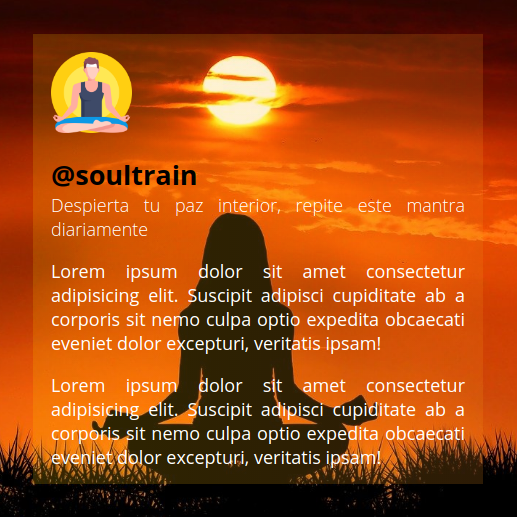 @soultrain
Despierta tu paz interior, repite este mantra
diariamente
Lorem ipsum dolor sit amet consectetur
adipisicing elit. Suscipit adipisci cupiditate ab a
corporis sit nemo culpa optio expedita obcaecati
eveniet dolor excepturi, veritatis ipsam!
Lorem ipsum dolor sit amet consectetur
adipisicing elit. Suscipit adipisci cupiditate ab a
corporis sit nemo culpa optio expedita obcaecati
eveniet dolor excepturi, veritatis ipsam!